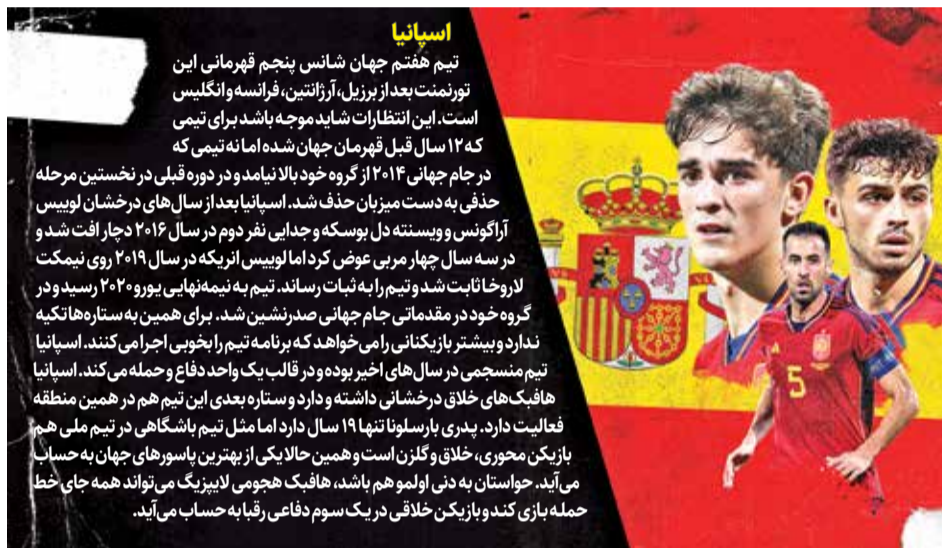 اسپانیا
تیم هفتم جهان شانس پنجم قهرمانی این
تورنمنت بعد از برزیل، آرژانتین، فرانسه و انگلیس
است. این انتظارات شاید موجه باشد برای تیمی
که ۱۲ سال قبل قهرمان جهان شده اما نه تیمی که
در جام جهانی ۲۰۱۴ از گروه خود بالا نیامد و در دوره قبلی در نخستین مرحله
حذفی به دست میزبان حذف شد. اسپانیا بعد از سال‌های درخشان لوییس
آراگونس و ویسنته دل بوسکه و جدایی نفر دوم در سال ۲۰۱۶ دچار افت شد و
در سه سال چهار مربی عوض کرد اما لوییس انریکه در سال ۲۰۱۹ روی نیمکت
لاروخا ثابت شد و تیم را به ثبات رساند. تیم به نیمه‌نهایی یورو ۲۰۲۰ رسید و در
گروه خود در مقدماتی جام جهانی صدرنشین شد. برای همین به ستاره‌ها تکیه
ندارد و بیشتر بازیکنانی را می‌خواهد که برنامه تیم را بخوبی اجرا می‌کنند. اسپانیا
تیم منسجمی در سال‌های اخیر بوده و در قالب یک واحد دفاع و حمله می‌کند. اسپانیا
هافبک‌های خلاق درخشانی داشته و دارد و ستاره بعدی این تیم هم در همین منطقه
فعالیت دارد. پدری بارسلونا تنها ۱۹ سال دارد اما مثل تیم باشگاهی در تیم ملی هم
بازیکن محوری، خلاق و گلزن است و همین حالا یکی از بهترین پاسورهای جهان به حساب
می‌آید. حواستان به دنی اولمو هم باشد، هافبک هجومی لایپزیگ می‌تواند همه جای خط
حمله بازی کند و بازیکن خلاقی در یک سوم دفاعی رقبا به حساب می‌آید.
5